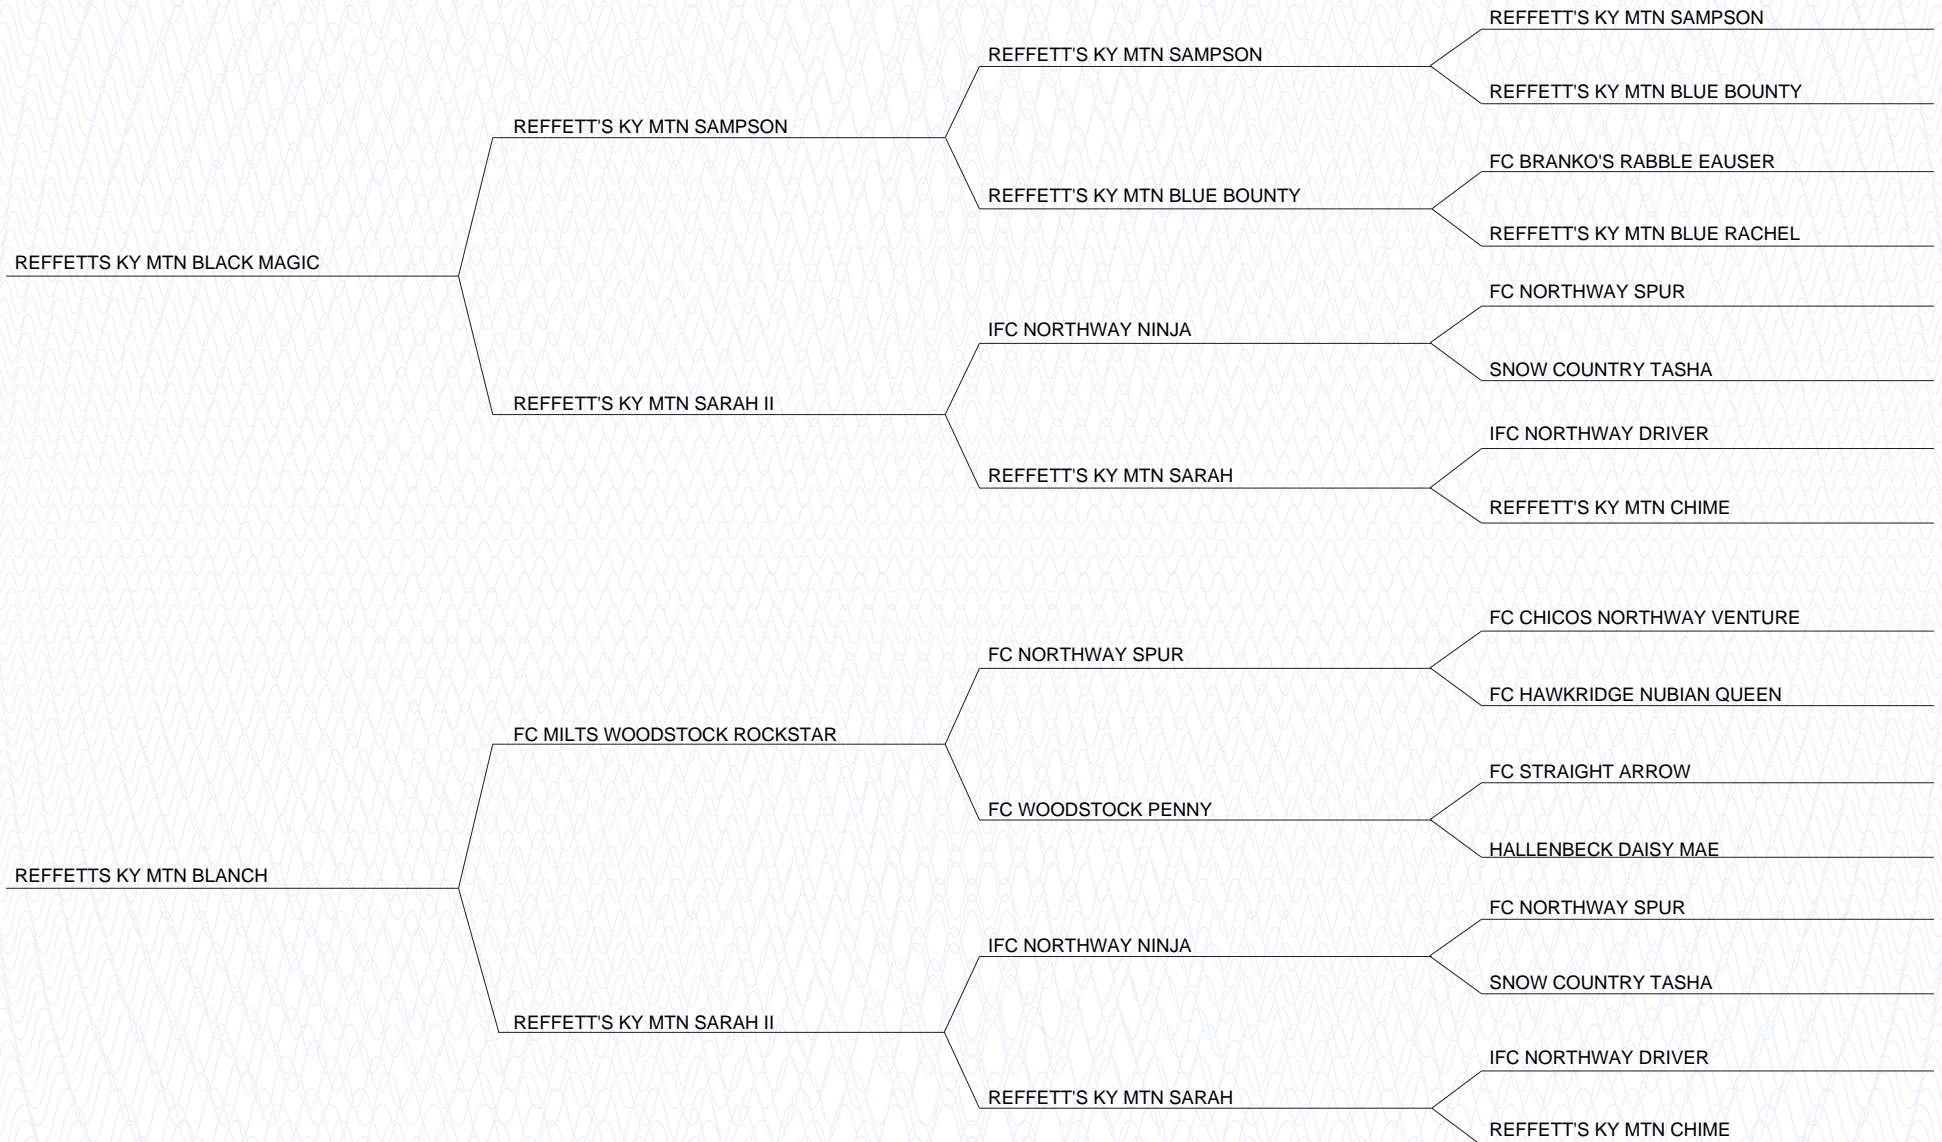 REFFETT'S KY MTN SAMPSON
REFFETT'S KY MTN SAMPSON
REFFETT'S KY MTN BLUE BOUNTY
REFFETT'S KY MTN SAMPSON
FC BRANKO'S RABBLE EAUSER
REFFETT'S KY MTN BLUE BOUNTY
REFFETT'S KY MTN BLUE RACHEL
REFFETTS KY MTN BLACK MAGIC
FC NORTHWAY SPUR
IFC NORTHWAY NINJA
SNOW COUNTRY TASHA
REFFETT'S KY MTN SARAH II
IFC NORTHWAY DRIVER
REFFETT'S KY MTN SARAH
REFFETT'S KY MTN CHIME
FC CHICOS NORTHWAY VENTURE
FC NORTHWAY SPUR
FC HAWKRIDGE NUBIAN QUEEN
FC MILTS WOODSTOCK ROCKSTAR
FC STRAIGHT ARROW
FC WOODSTOCK PENNY
HALLENBECK DAISY MAE
REFFETTS KY MTN BLANCH
FC NORTHWAY SPUR
IFC NORTHWAY NINJA
SNOW COUNTRY TASHA
REFFETT'S KY MTN SARAH II
IFC NORTHWAY DRIVER
REFFETT'S KY MTN SARAH
REFFETT'S KY MTN CHIME